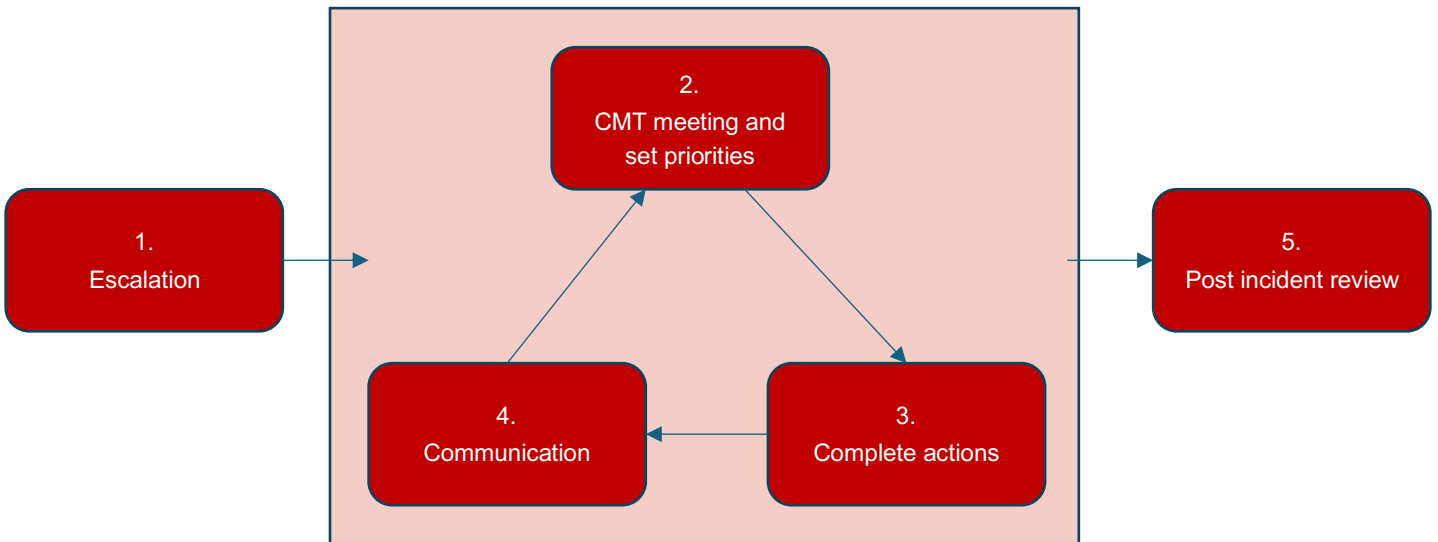 1.
Escalation
2.
CMT meeting and
set priorities
3.
Complete actions
4.
Communication
5.
Post incident review